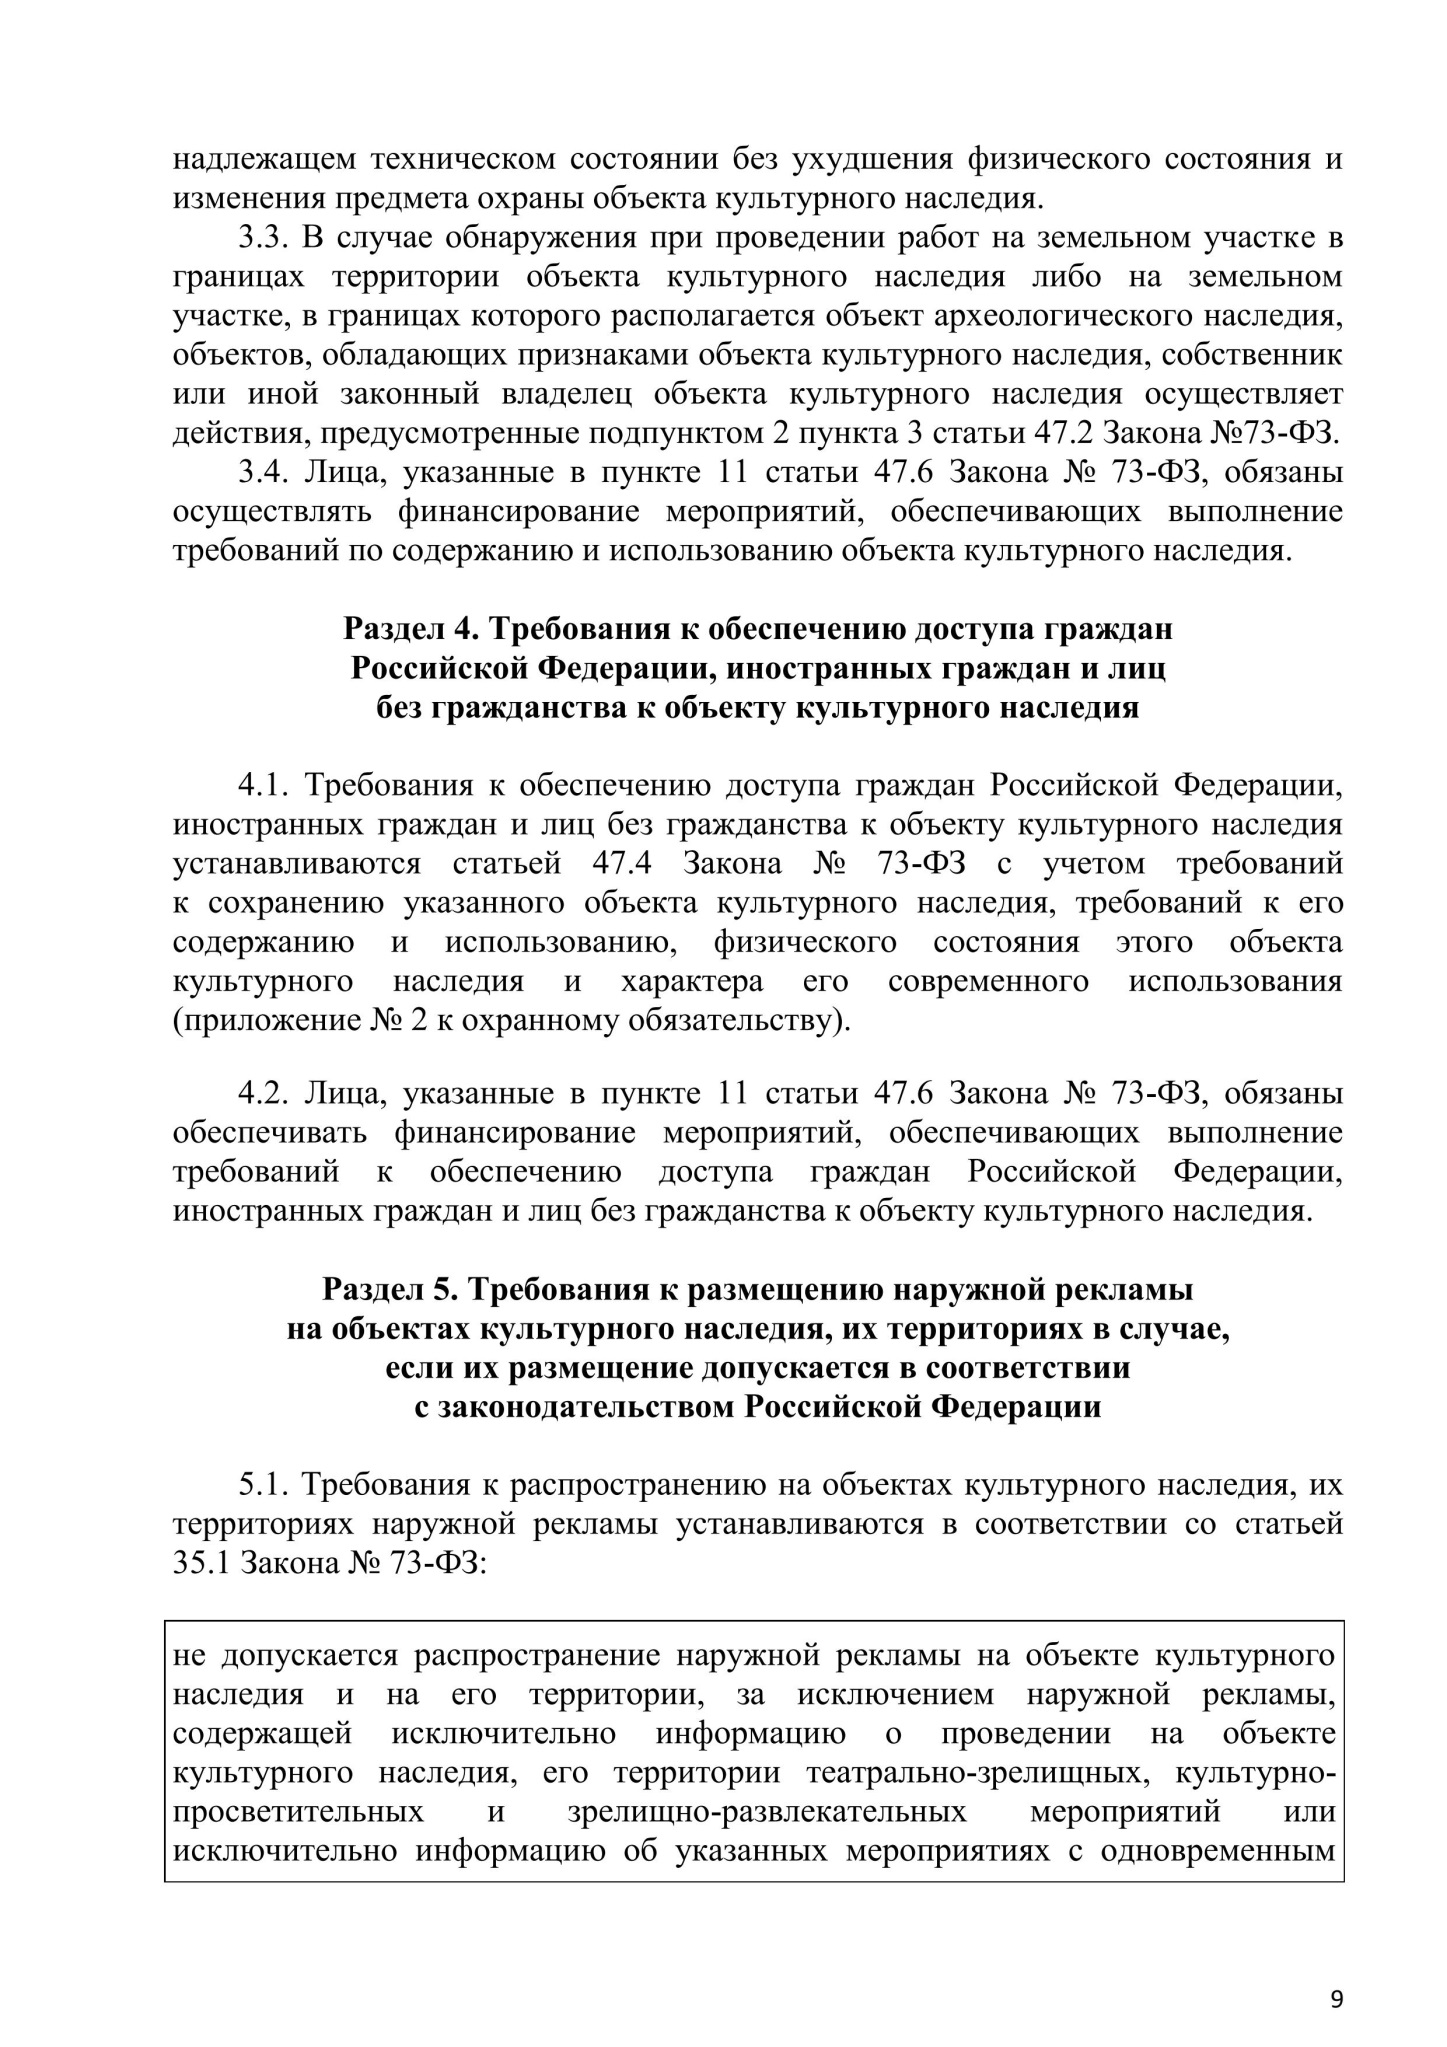 надлежащем техническом состоянии без ухудшения физического состояния и
изменения предмета охраны объекта культурного наследия.
3.3. В случае обнаружения при проведении работ на земельном участке в
границах территории объекта культурного наследия либо на земельном
участке, в границах которого располагается объект археологического наследия,
объектов, обладающих признаками объекта культурного наследия, собственник
или иной законный владелец объекта культурного наследия осуществляет
действия, предусмотренные подпунктом 2 пункта 3 статьи 47.2 Закона №73-ФЗ.
3.4. Лица, указанные в пункте 11 статьи 47.6 Закона № 73-ФЗ, обязаны
осуществлять финансирование мероприятий, обеспечивающих выполнение
требований по содержанию и использованию объекта культурного наследия.
Раздел 4. Требования к обеспечению доступа граждан
Российской Федерации, иностранных граждан и лиц
без гражданства к объекту культурного наследия
4.1. Требования к обеспечению доступа граждан Российской Федерации,
иностранных граждан и лиц без гражданства к объекту культурного наследия
устанавливаются статьей 47.4 Закона № 73-ФЗ с учетом требований
к сохранению указанного объекта культурного наследия, требований к его
содержанию и использованию, физического состояния этого объекта
культурного наследия и характера его современного использования
(приложение № 2 к охранному обязательству).
4.2. Лица, указанные в пункте 11 статьи 47.6 Закона № 73-ФЗ, обязаны
обеспечивать финансирование мероприятий, обеспечивающих выполнение
требований к обеспечению доступа граждан Российской Федерации,
иностранных граждан и лиц без гражданства к объекту культурного наследия.
Раздел 5. Требования к размещению наружной рекламы
на объектах культурного наследия, их территориях в случае,
если их размещение допускается в соответствии
с законодательством Российской Федерации
5.1. Требования к распространению на объектах культурного наследия, их
территориях наружной рекламы устанавливаются в соответствии со статьей
35.1 Закона № 73-ФЗ:
не допускается распространение наружной рекламы на объекте культурного
наследия и на его территории, за исключением наружной рекламы,
содержащей исключительно информацию о проведении на объекте
культурного наследия, его территории театрально-зрелищных, культурно-
просветительных и зрелищно-развлекательных мероприятий или
исключительно информацию об указанных мероприятиях с одновременным
9